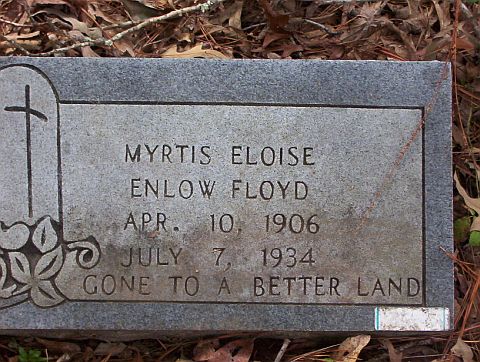 MYRTIS ELOISE
ENLOW FLOYD
APR. 10, 1906
JULY 7, 1934
GONE TO A BETTER LAND